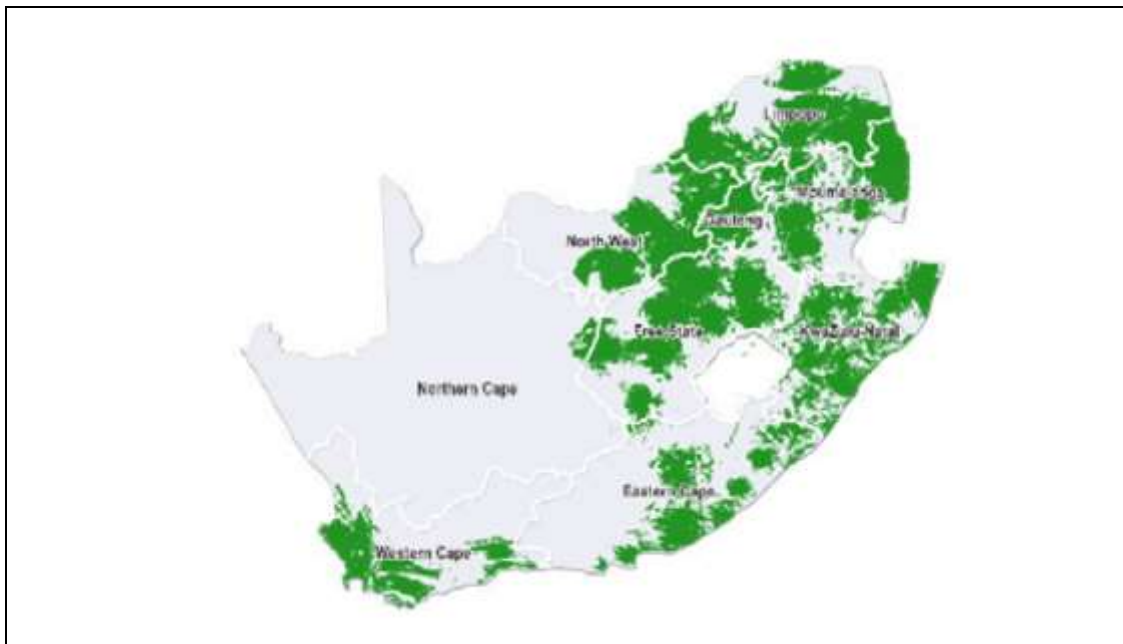 Limpopo
Mpumalanga
Gauteng
North West
Free State
KwaZulu-Natal
Northern Cape
Eastern Cape
Western Cape